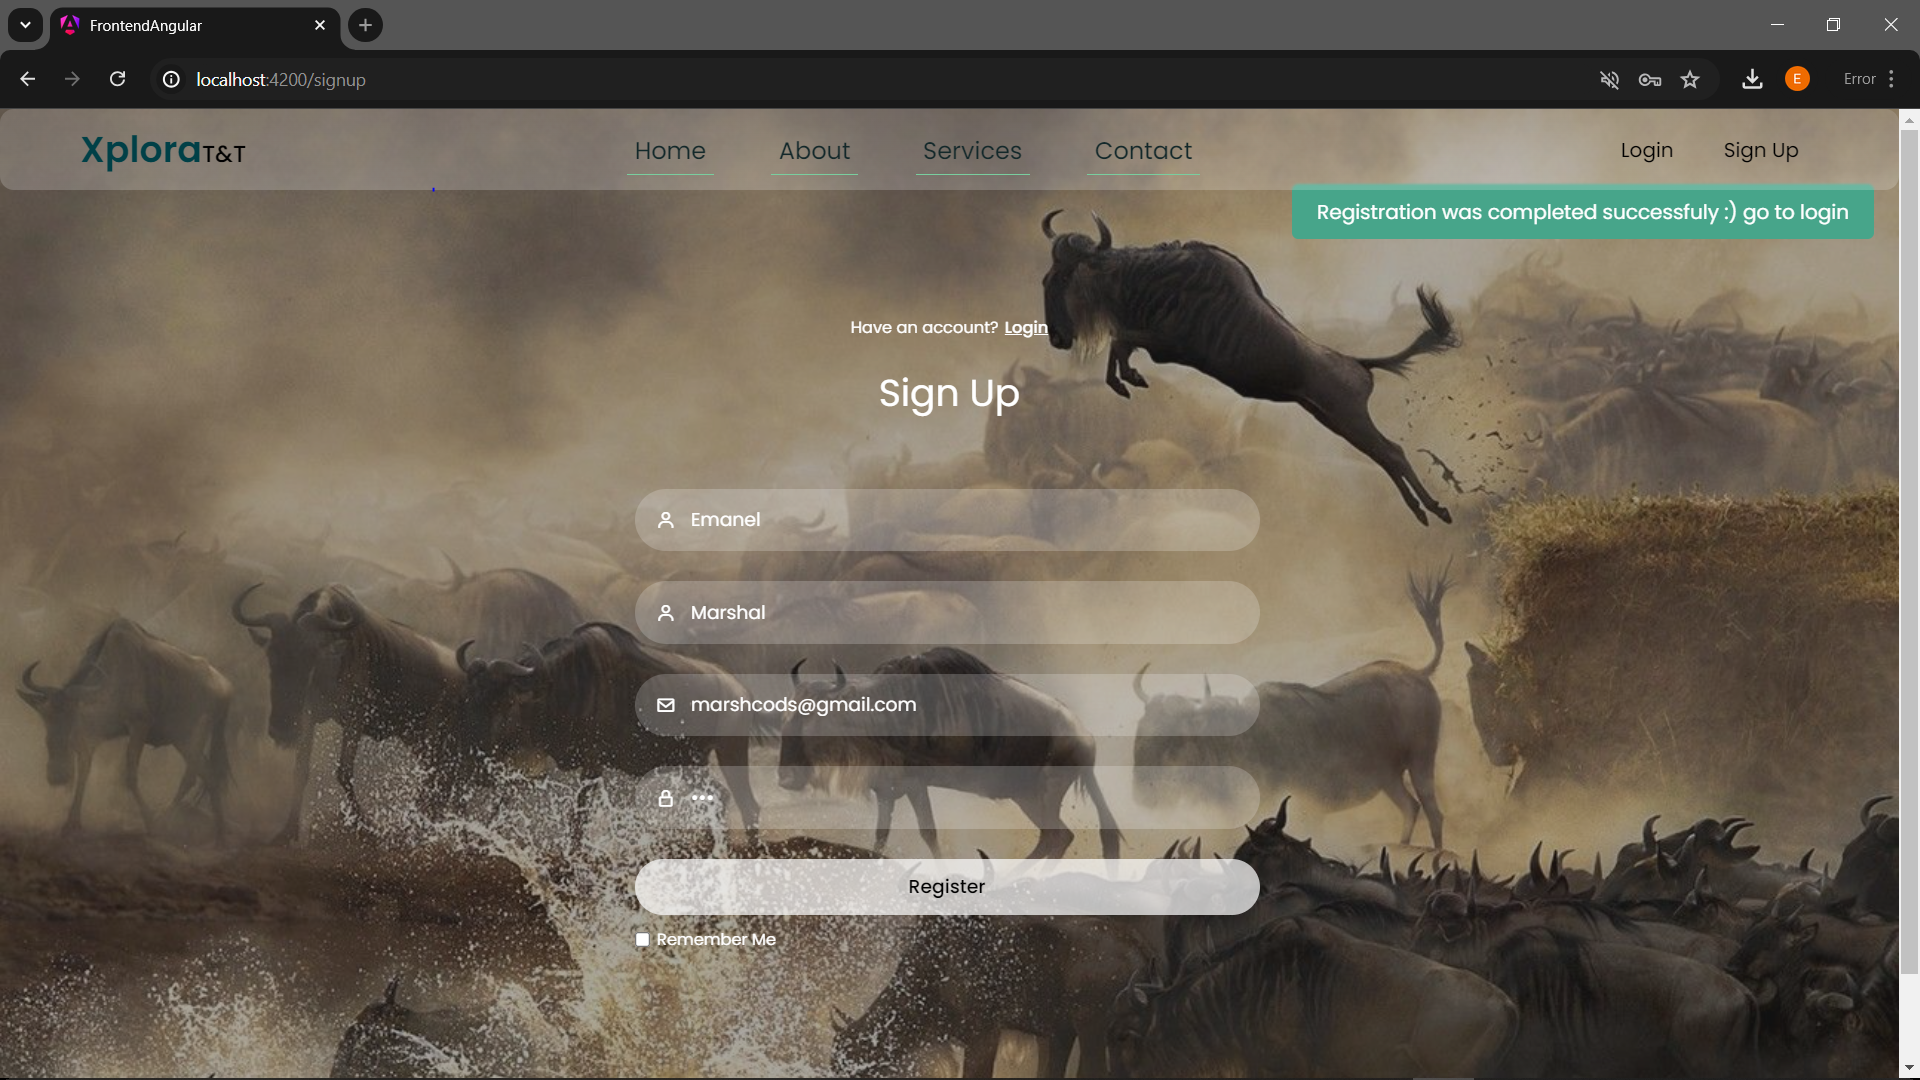 FrontendAngular
localhost:4200/signup
E
Error
XploraT&T
Home
About
Services
Contact
Login
Sign Up
Registration was completed successfuly :) go to login
Have an account? Login
Sign Up
Emanel
Marshal
marshcods@gmail.com
•••
Register
Remember Me